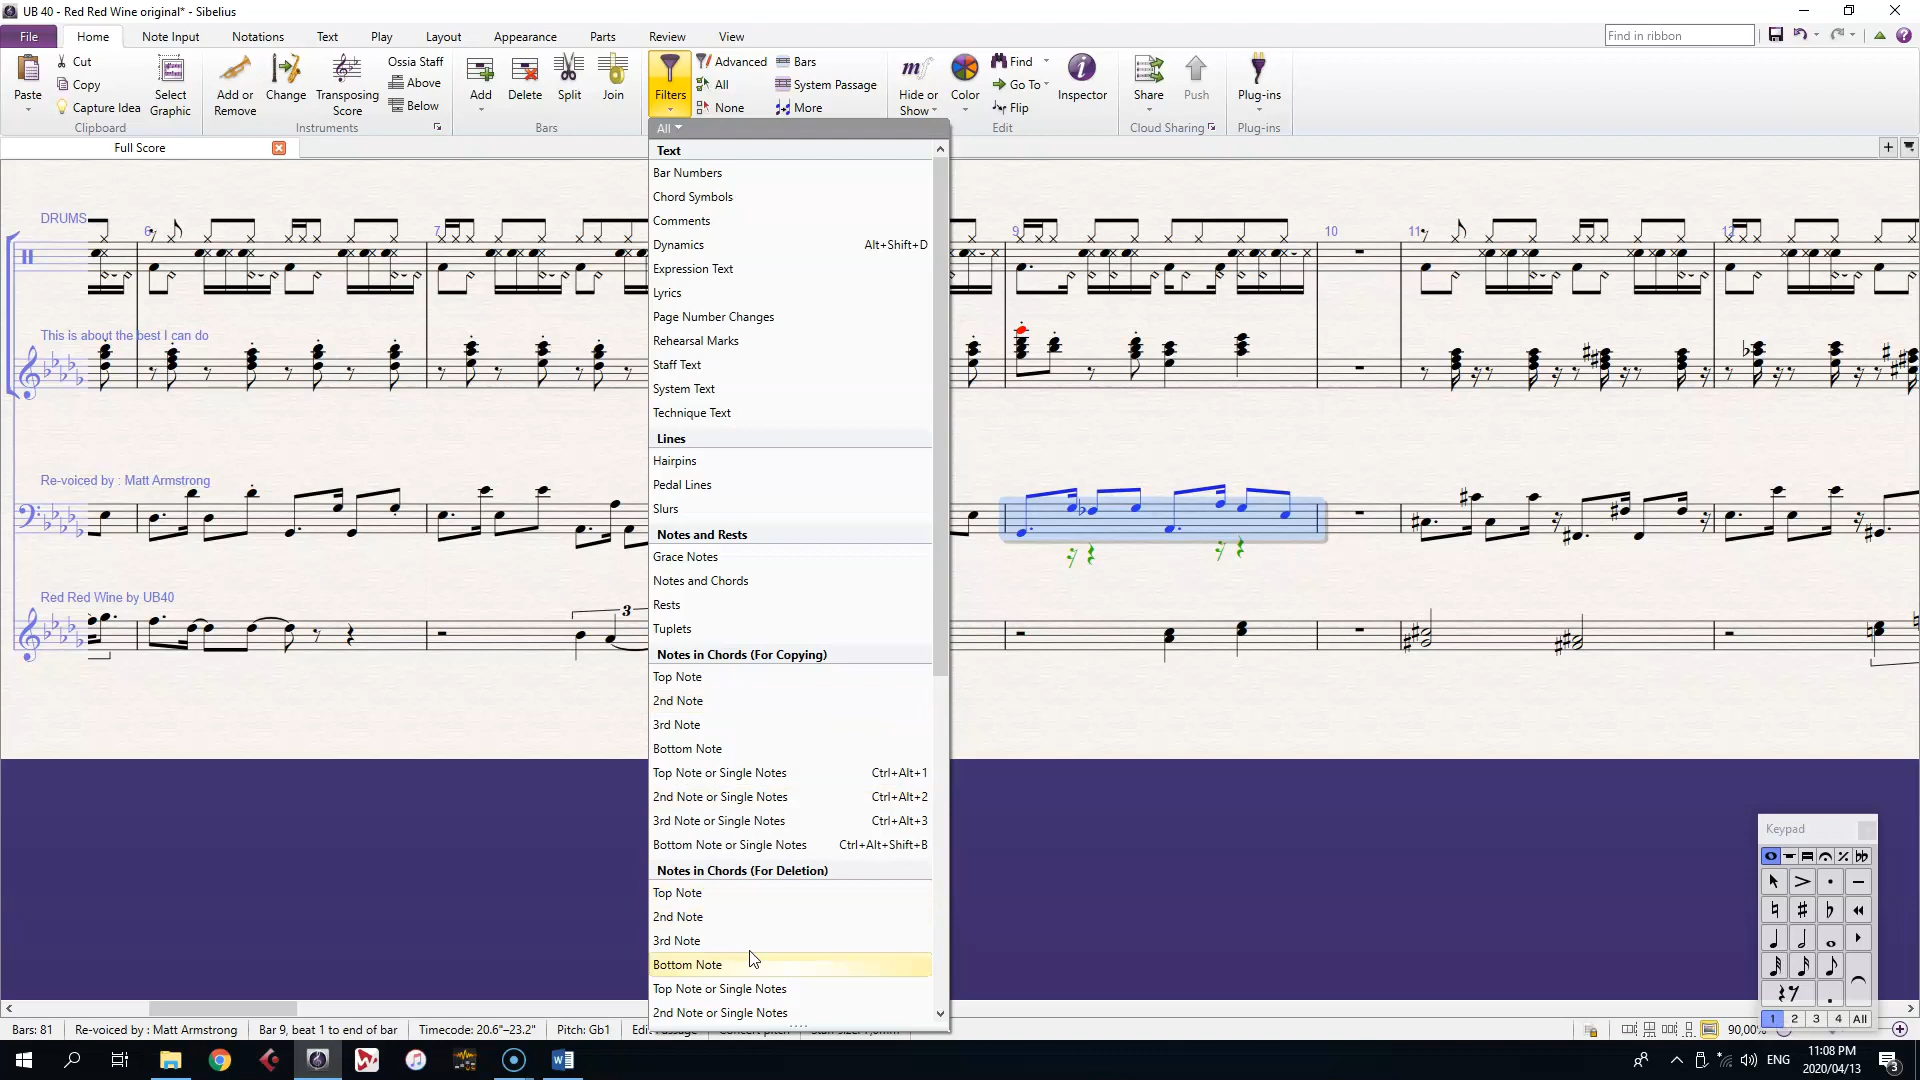 UB 40 - Red Red Wine original* - Sibelius
File Home Note Input Notations Text Play Layout Appearance Parts Review View Find in ribbon
Paste
Cut
Copy
Capture Idea
Select Graphic
Clipboard
Add or Remove
Change
Transposing Score
Ossia Staff
Above
Below
Instruments
Add
Delete
Split
Join
Bars
Filters
Advanced
All
None
Bars
System Passage
More
Hide or Show
Color
Find
Go To
Flip
Inspector
Edit
Share
Push
Cloud Sharing
Plug-ins
Plug-ins
Full Score
All
Text
Bar Numbers
Chord Symbols
Comments
Dynamics Alt+Shift+D
Expression Text
Lyrics
Page Number Changes
Rehearsal Marks
Staff Text
System Text
Technique Text
Lines
Hairpins
Pedal Lines
Slurs
Notes and Rests
Grace Notes
Notes and Chords
Rests
Tuplets
Notes in Chords (For Copying)
Top Note
2nd Note
3rd Note
Bottom Note
Top Note or Single Notes Ctrl+Alt+1
2nd Note or Single Notes Ctrl+Alt+2
3rd Note or Single Notes Ctrl+Alt+3
Bottom Note or Single Notes Ctrl+Alt+Shift+B
Notes in Chords (For Deletion)
Top Note
2nd Note
3rd Note
Bottom Note
Top Note or Single Notes
2nd Note or Single Notes
DRUMS
6 7 9 10 11 12
This is about the best I can do
Re-voiced by : Matt Armstrong
Red Red Wine by UB40
3
Keypad
1 2 3 4 All
Bars: 81 Re-voiced by : Matt Armstrong Bar 9, beat 1 to end of bar Timecode: 20.6"–23.2" Pitch: Gb1 90,00%
ENG
11:08 PM
2020/04/13
3